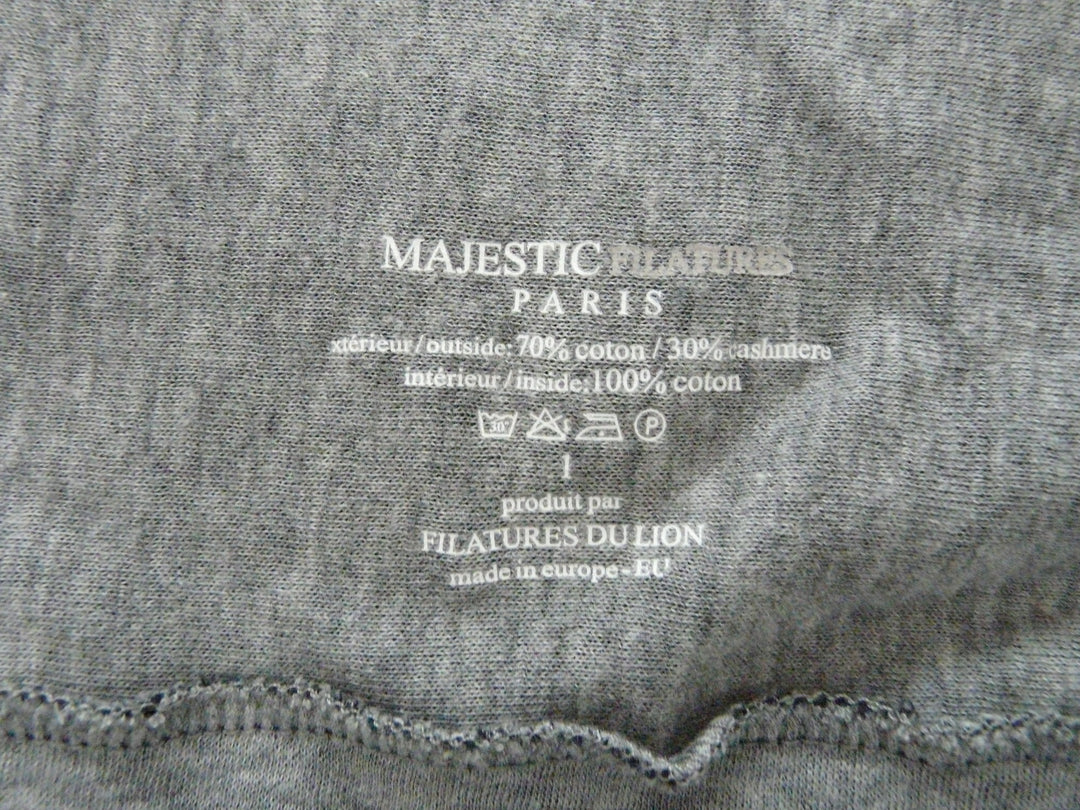 MAJESTIC FILATURES
PARIS
xtérieur/outside: 70% coton / 30% cashmere
intérieur/inside: 100% coton
30°
P
1
produit par
FILATURES DU LION
made in europe - EU